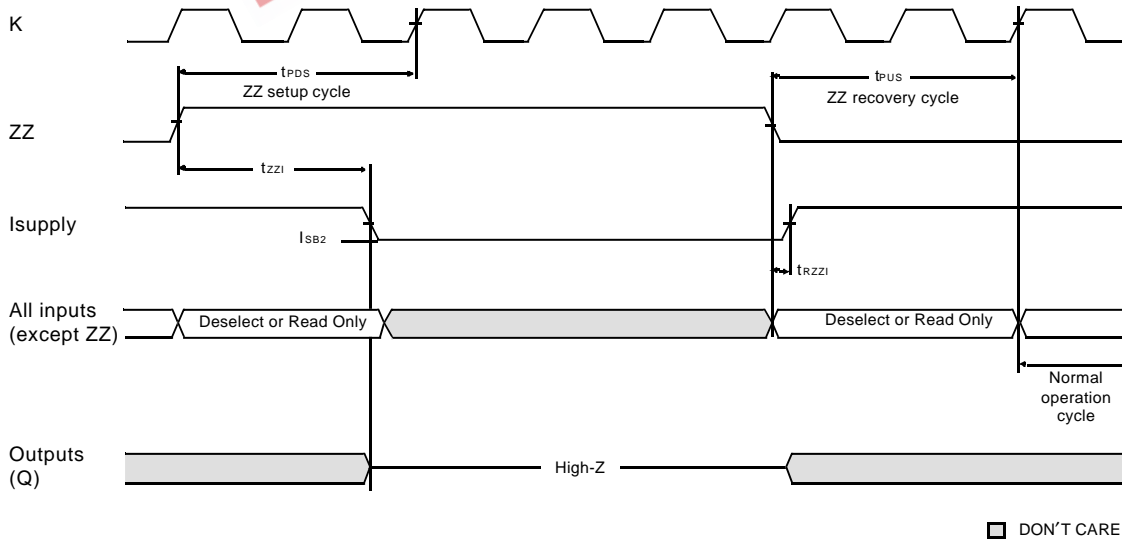 K
tPDS
ZZ setup cycle
tPUS
ZZ recovery cycle
ZZ
tZZI
Isupply
ISB2
tRZZI
All inputs
(except ZZ)
Deselect or Read Only
Deselect or Read Only
Normal
operation
cycle
Outputs
(Q)
High-Z
DON'T CARE